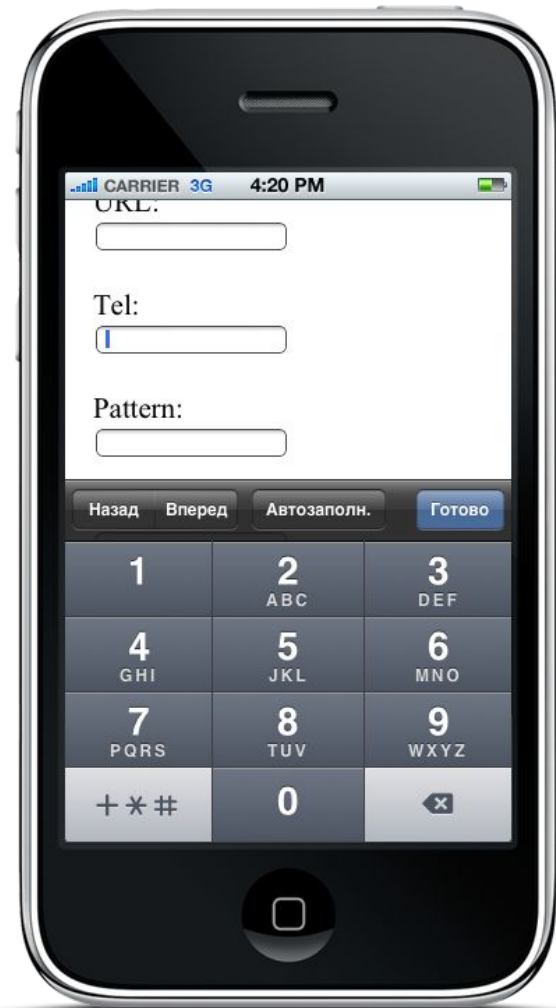 CARRIER 3G 4:20 PM
URL:
Tel:
Pattern:
Назад Вперед Автозаполн. Готово
1 2 3
ABC DEF
4 5 6
GHI JKL MNO
7 8 9
PQRS TUV WXYZ
+*# 0